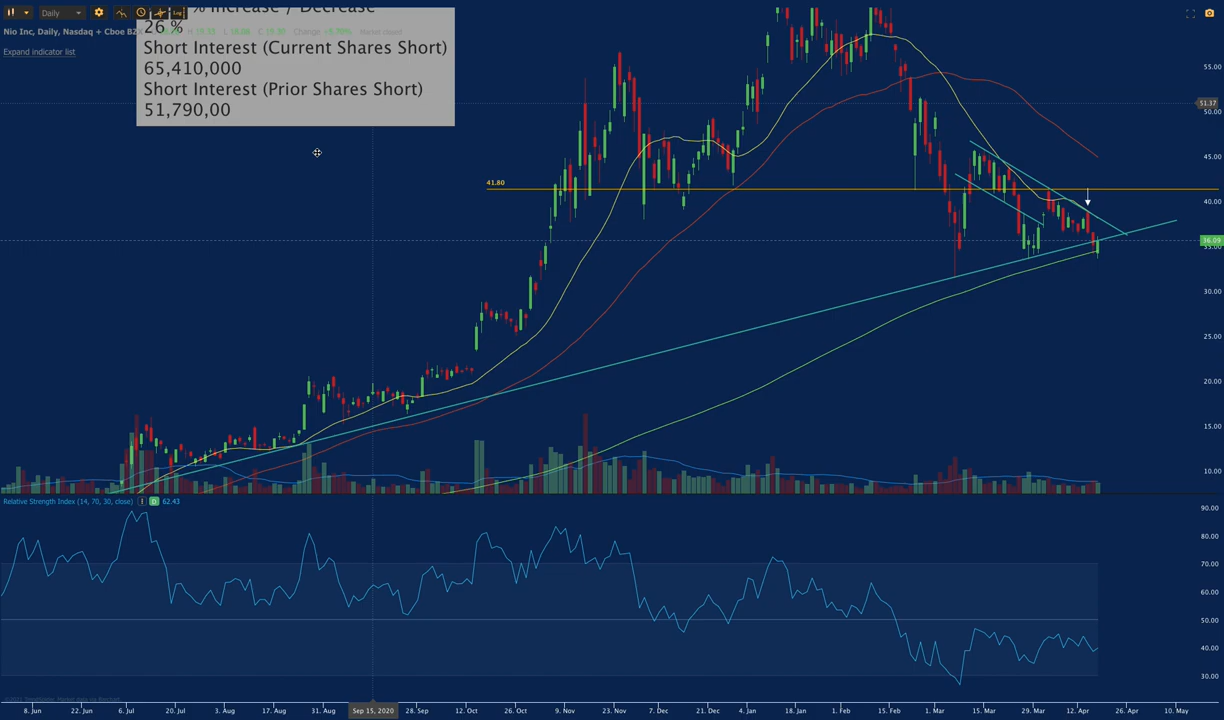 Daily
Log
% Increase / Decrease
26 %
Nio Inc, Daily, Nasdaq + Cboe BZX
Short Interest (Current Shares Short)
Expand indicator list
65,410,000
Short Interest (Prior Shares Short)
51,790,00
55.00
51.37
50.00
45.00
41.80
40.00
36.09
35.00
30.00
25.00
20.00
15.00
10.00
Relative Strength Index (14, 70, 30, close) D 62.43
90.00
80.00
70.00
60.00
50.00
40.00
30.00
8. Jun 22. Jun 6. Jul 20. Jul 3. Aug 17. Aug 31. Aug Sep 15, 2020 28. Sep 12. Oct 26. Oct 9. Nov 23. Nov 7. Dec 21. Dec 4. Jan 18. Jan 1. Feb 15. Feb 1. Mar 15. Mar 29. Mar 12. Apr 26. Apr 10. May